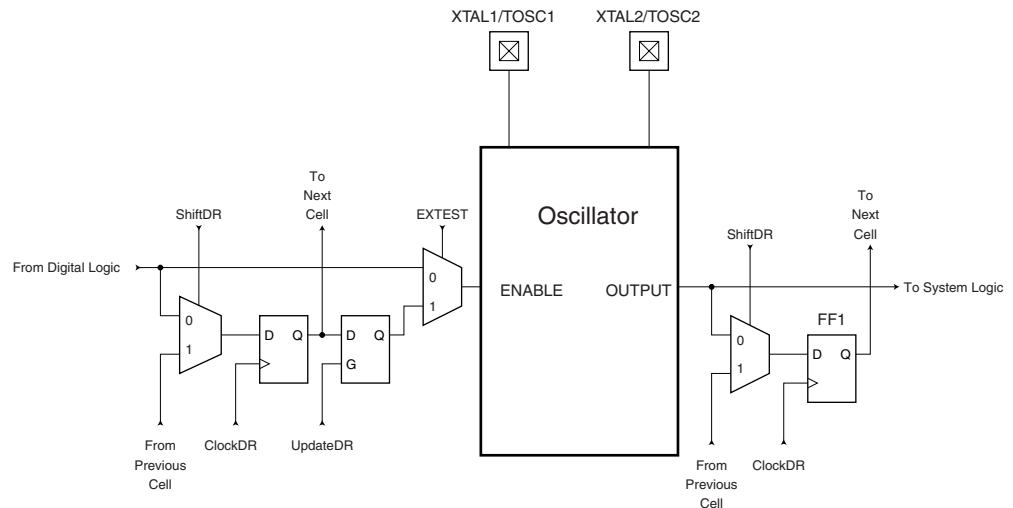 XTAL1/TOSC1
XTAL2/TOSC2
To
Next
Cell
ShiftDR
EXTEST
From Digital Logic
0
1
D Q
D Q
G
0
1
From
Previous
Cell
ClockDR
UpdateDR
Oscillator
ENABLE
OUTPUT
To
Next
Cell
ShiftDR
To System Logic
FF1
0
1
D Q
From
Previous
Cell
ClockDR